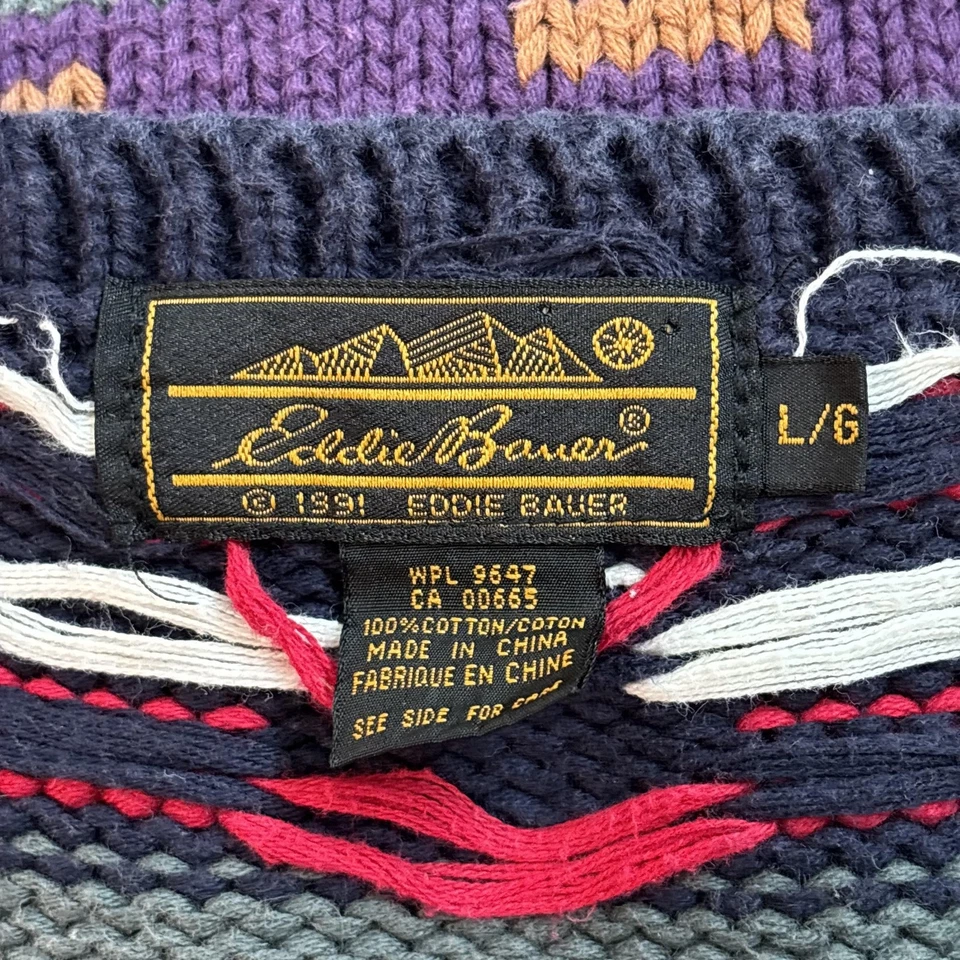 Eddie Bauer®
© 1991 EDDIE BAUER
L/G
WPL 9647
CA 00665
100% COTTON/COTON
MADE IN CHINA
FABRIQUE EN CHINE
SEE SIDE FOR